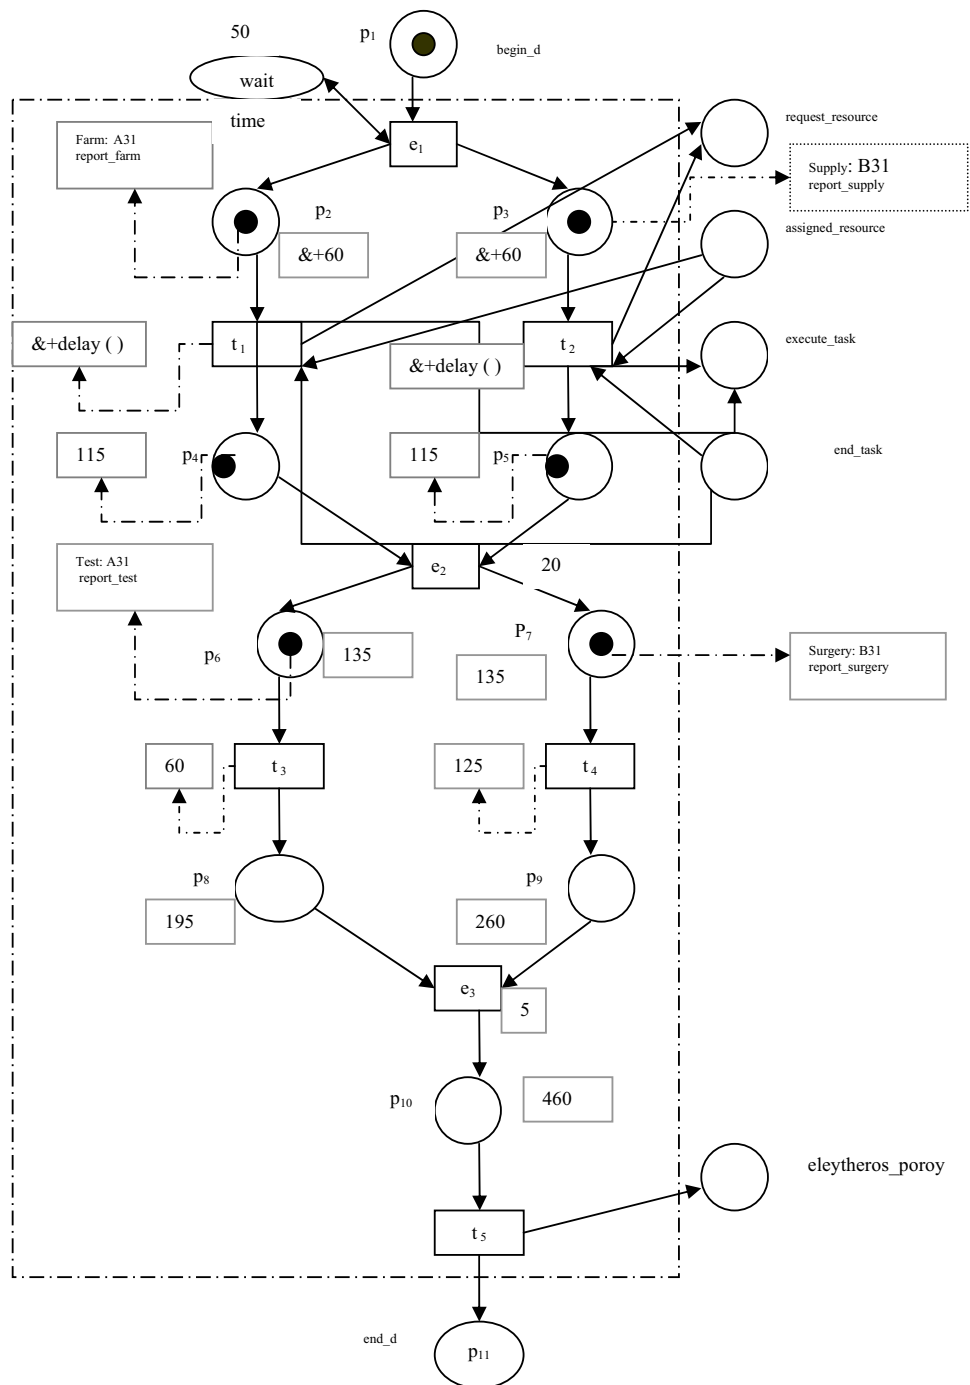 50
p1
begin_d
wait
time
request_resource
Farm: A31
report_farm
e1
Supply: B31
report_supply
p2
p3
&+60
&+60
assigned_resource
&+delay ( )
t1
t2
execute_task
&+delay ( )
115
p4
115
p5
end_task
Test: A31
report_test
e2
20
p6
135
P7
135
Surgery: B31
report_surgery
60
t3
125
t4
p8
p9
195
260
e3
5
p10
460
eleytheros_poroy
t5
end_d
p11